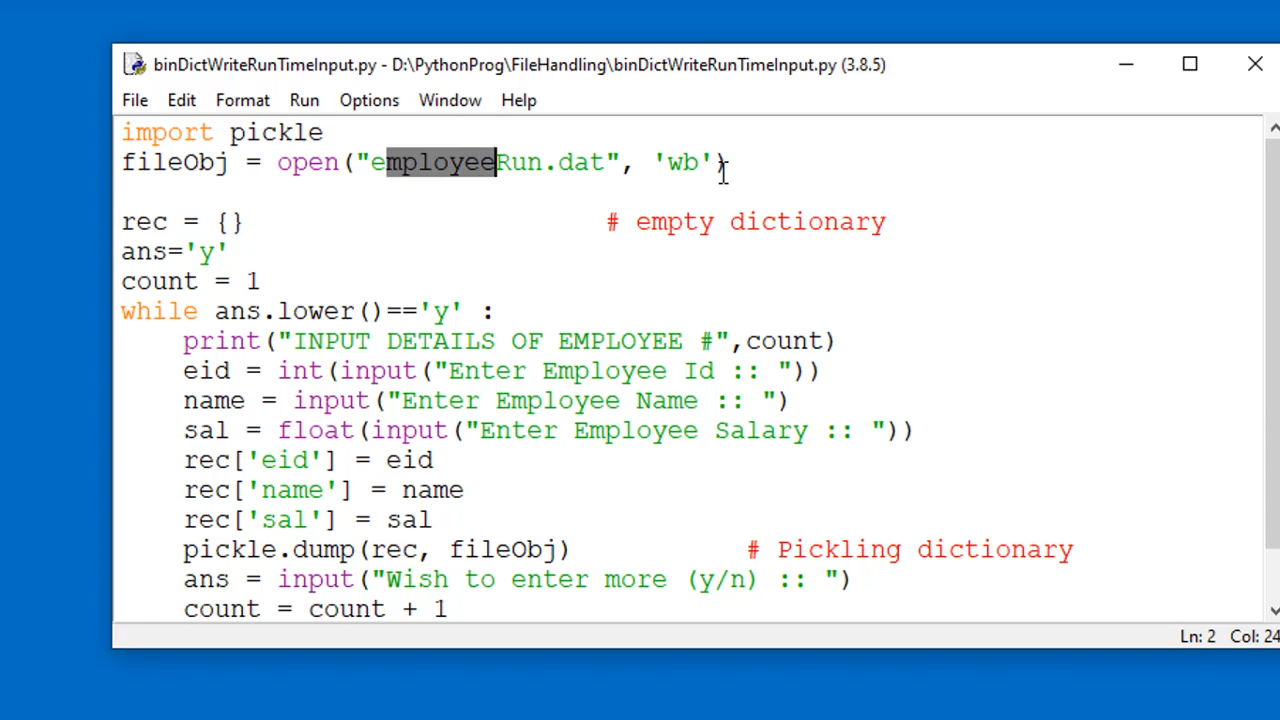 binDictWriteRunTimeInput.py - D:\PythonProg\FileHandling\binDictWriteRunTimeInput.py (3.8.5)
File Edit Format Run Options Window Help
import pickle
fileObj = open("employeeRun.dat", 'wb')
rec = {} # empty dictionary
ans='y'
count = 1
while ans.lower()=='y' :
print("INPUT DETAILS OF EMPLOYEE #",count)
eid = int(input("Enter Employee Id :: "))
name = input("Enter Employee Name :: ")
sal = float(input("Enter Employee Salary :: "))
rec['eid'] = eid
rec['name'] = name
rec['sal'] = sal
pickle.dump(rec, fileObj) # Pickling dictionary
ans = input("Wish to enter more (y/n) :: ")
count = count + 1
Ln: 2 Col: 24